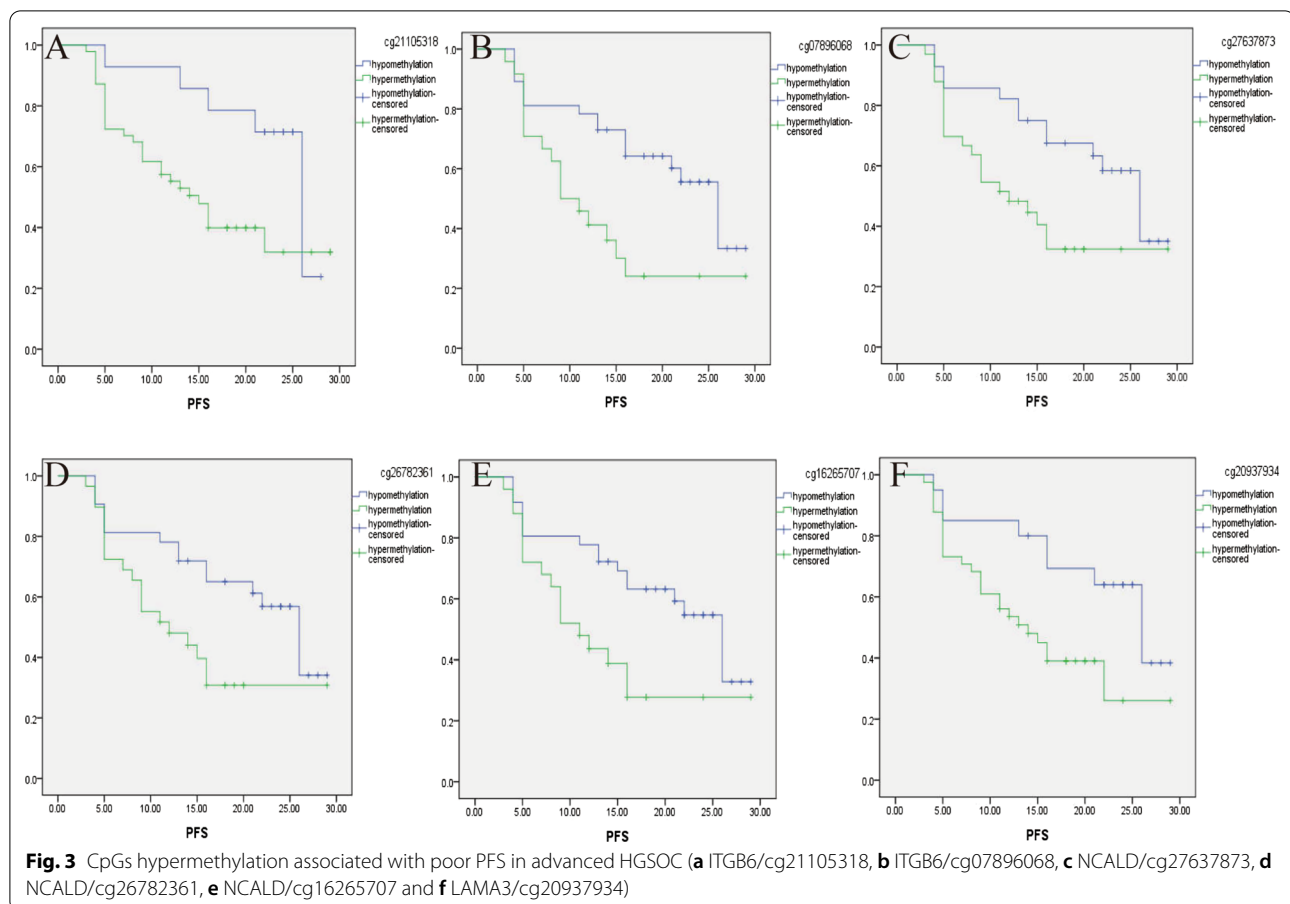 A
cg21105318
hypomethylation
hypermethylation
hypomethylation-
censored
hypermethylation-
censored
1.0
0.8
0.6
0.4
0.2
0.0
0.00 5.00 10.00 15.00 20.00 25.00 30.00
PFS
B
cg07896068
hypomethylation
hypermethylation
hypomethylation-
censored
hypermethylation-
censored
1.0
0.8
0.6
0.4
0.2
0.0
0.00 5.00 10.00 15.00 20.00 25.00 30.00
PFS
C
cg27637873
hypomethylation
hypermethylation
hypomethylation-
censored
hypermethylation-
censored
1.0
0.8
0.6
0.4
0.2
0.0
0.00 5.00 10.00 15.00 20.00 25.00 30.00
PFS
D
cg26782361
hypomethylation
hypermethylation
hypomethylation-
censored
hypermethylation-
censored
1.0
0.8
0.6
0.4
0.2
0.0
0.00 5.00 10.00 15.00 20.00 25.00 30.00
PFS
E
cg16265707
hypomethylation
hypermethylation
hypomethylation-
censored
hypermethylation-
censored
1.0
0.8
0.6
0.4
0.2
0.0
0.00 5.00 10.00 15.00 20.00 25.00 30.00
PFS
F
cg20937934
hypomethylation
hypermethylation
hypomethylation-
censored
hypermethylation-
censored
1.0
0.8
0.6
0.4
0.2
0.0
0.00 5.00 10.00 15.00 20.00 25.00 30.00
PFS
Fig. 3 CpGs hypermethylation associated with poor PFS in advanced HGSOC (a ITGB6/cg21105318, b ITGB6/cg07896068, c NCALD/cg27637873, d
NCALD/cg26782361, e NCALD/cg16265707 and f LAMA3/cg20937934)